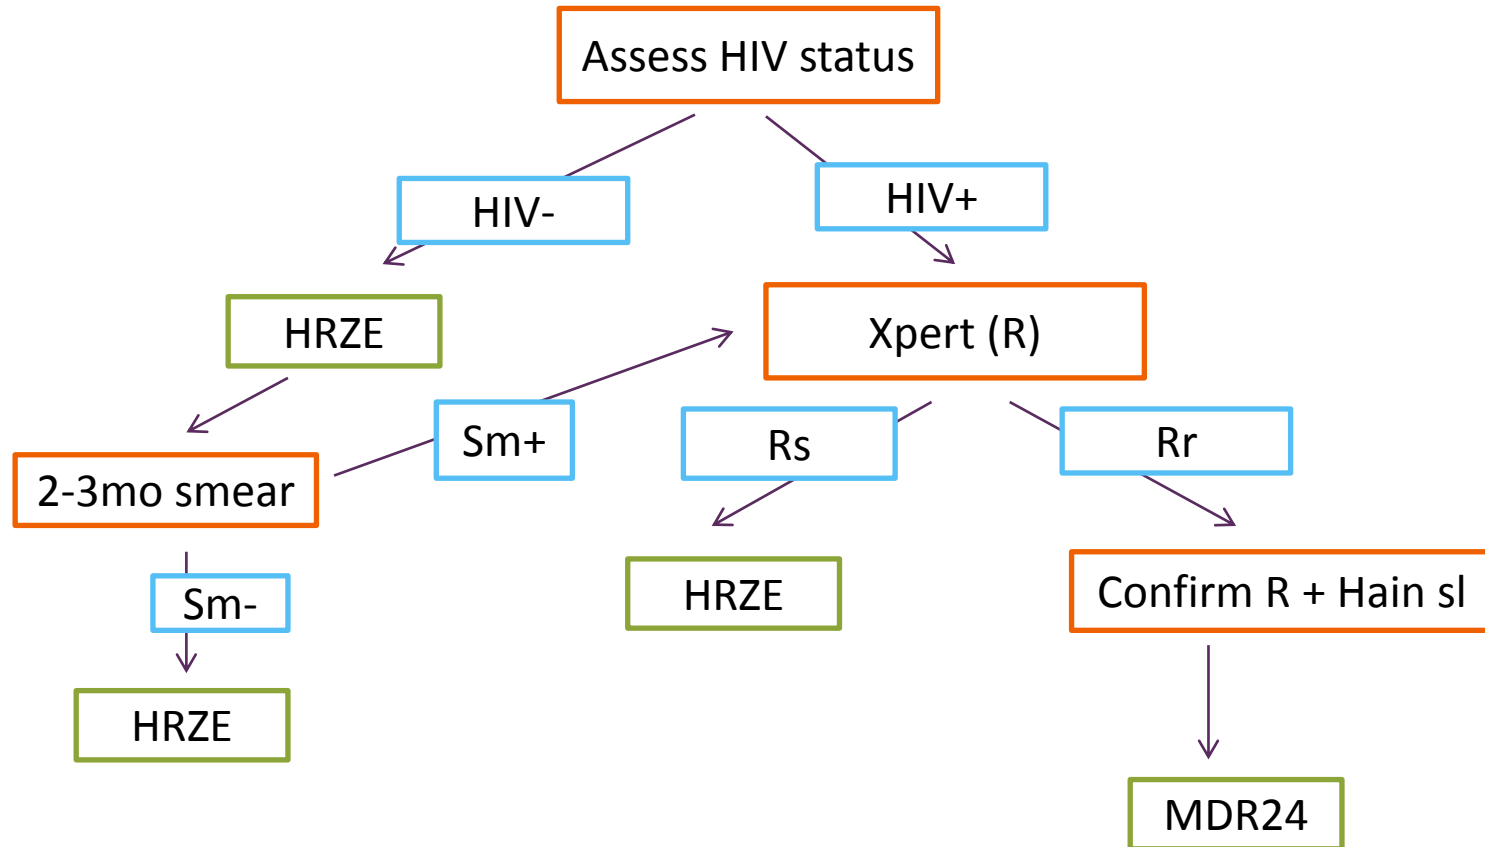 Assess HIV status
HIV-
HIV+
HRZE
Xpert (R)
Sm+
Rs
Rr
2-3mo smear
Sm-
HRZE
Confirm R + Hain sl
HRZE
MDR24